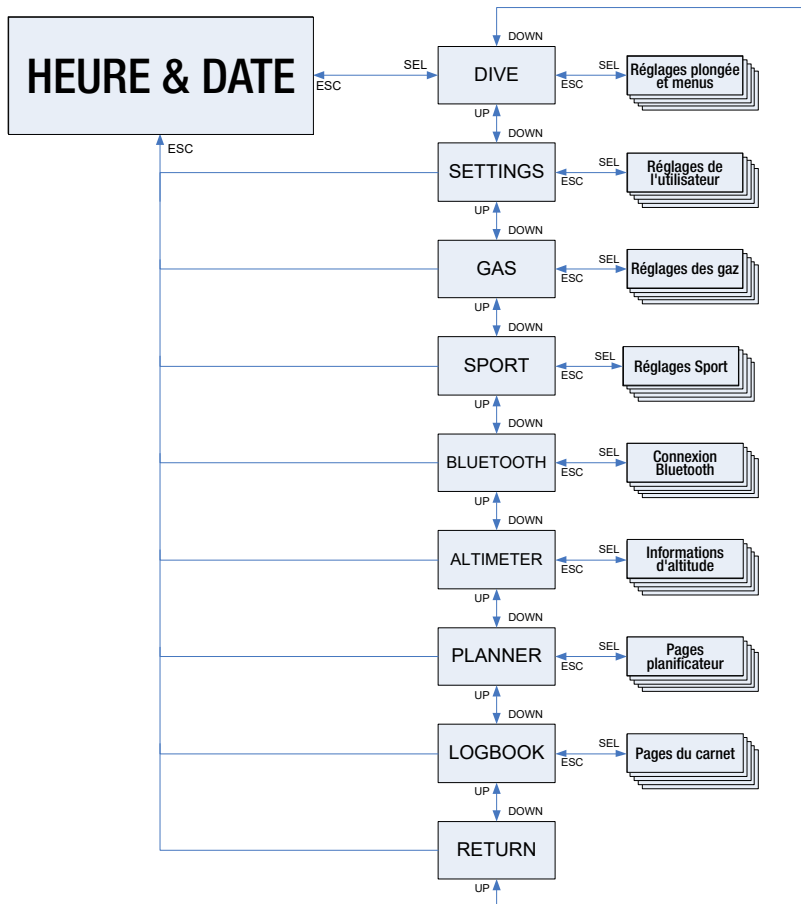 DOWN
HEURE & DATE
SEL
ESC
DIVE
SEL
ESC
Réglages plongée
et menus
UP
DOWN
ESC
SETTINGS
SEL
ESC
Réglages de
l'utilisateur
UP
DOWN
GAS
SEL
ESC
Réglages des gaz
UP
DOWN
SPORT
SEL
ESC
Réglages Sport
UP
DOWN
BLUETOOTH
SEL
ESC
Connexion
Bluetooth
UP
DOWN
ALTIMETER
SEL
ESC
Informations
d'altitude
UP
DOWN
PLANNER
SEL
ESC
Pages
planificateur
UP
DOWN
LOGBOOK
SEL
ESC
Pages du carnet
UP
DOWN
RETURN
UP